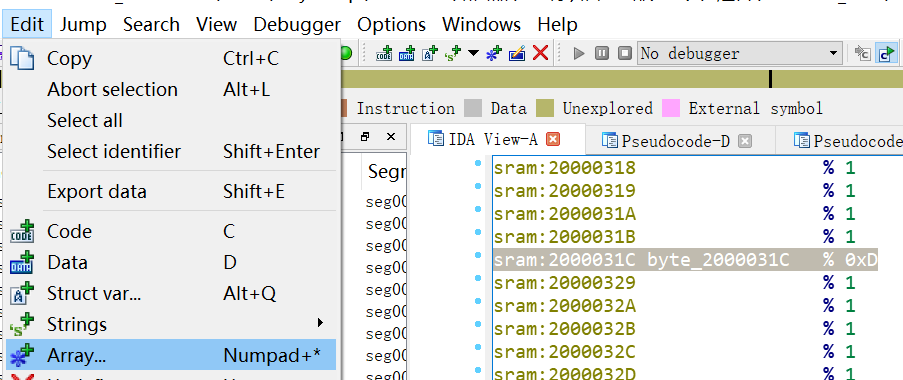 Edit Jump Search View Debugger Options Windows Help
Copy Ctrl+C
Abort selection Alt+L
Select all
Select identifier Shift+Enter
Export data Shift+E
Code C
Data D
Struct var... Alt+Q
Strings
Array... Numpad+*
No debugger
Instruction Data Unexplored External symbol
IDA View-A Pseudocode-D Pseudocode
Segr
seg00
seg00
seg00
seg00
seg00
seg00
seg00
seg00
sram:20000318 % 1
sram:20000319 % 1
sram:2000031A % 1
sram:2000031B % 1
sram:2000031C byte_2000031C % 0xD
sram:20000329 % 1
sram:2000032A % 1
sram:2000032B % 1
sram:2000032C % 1
sram:2000032D % 1